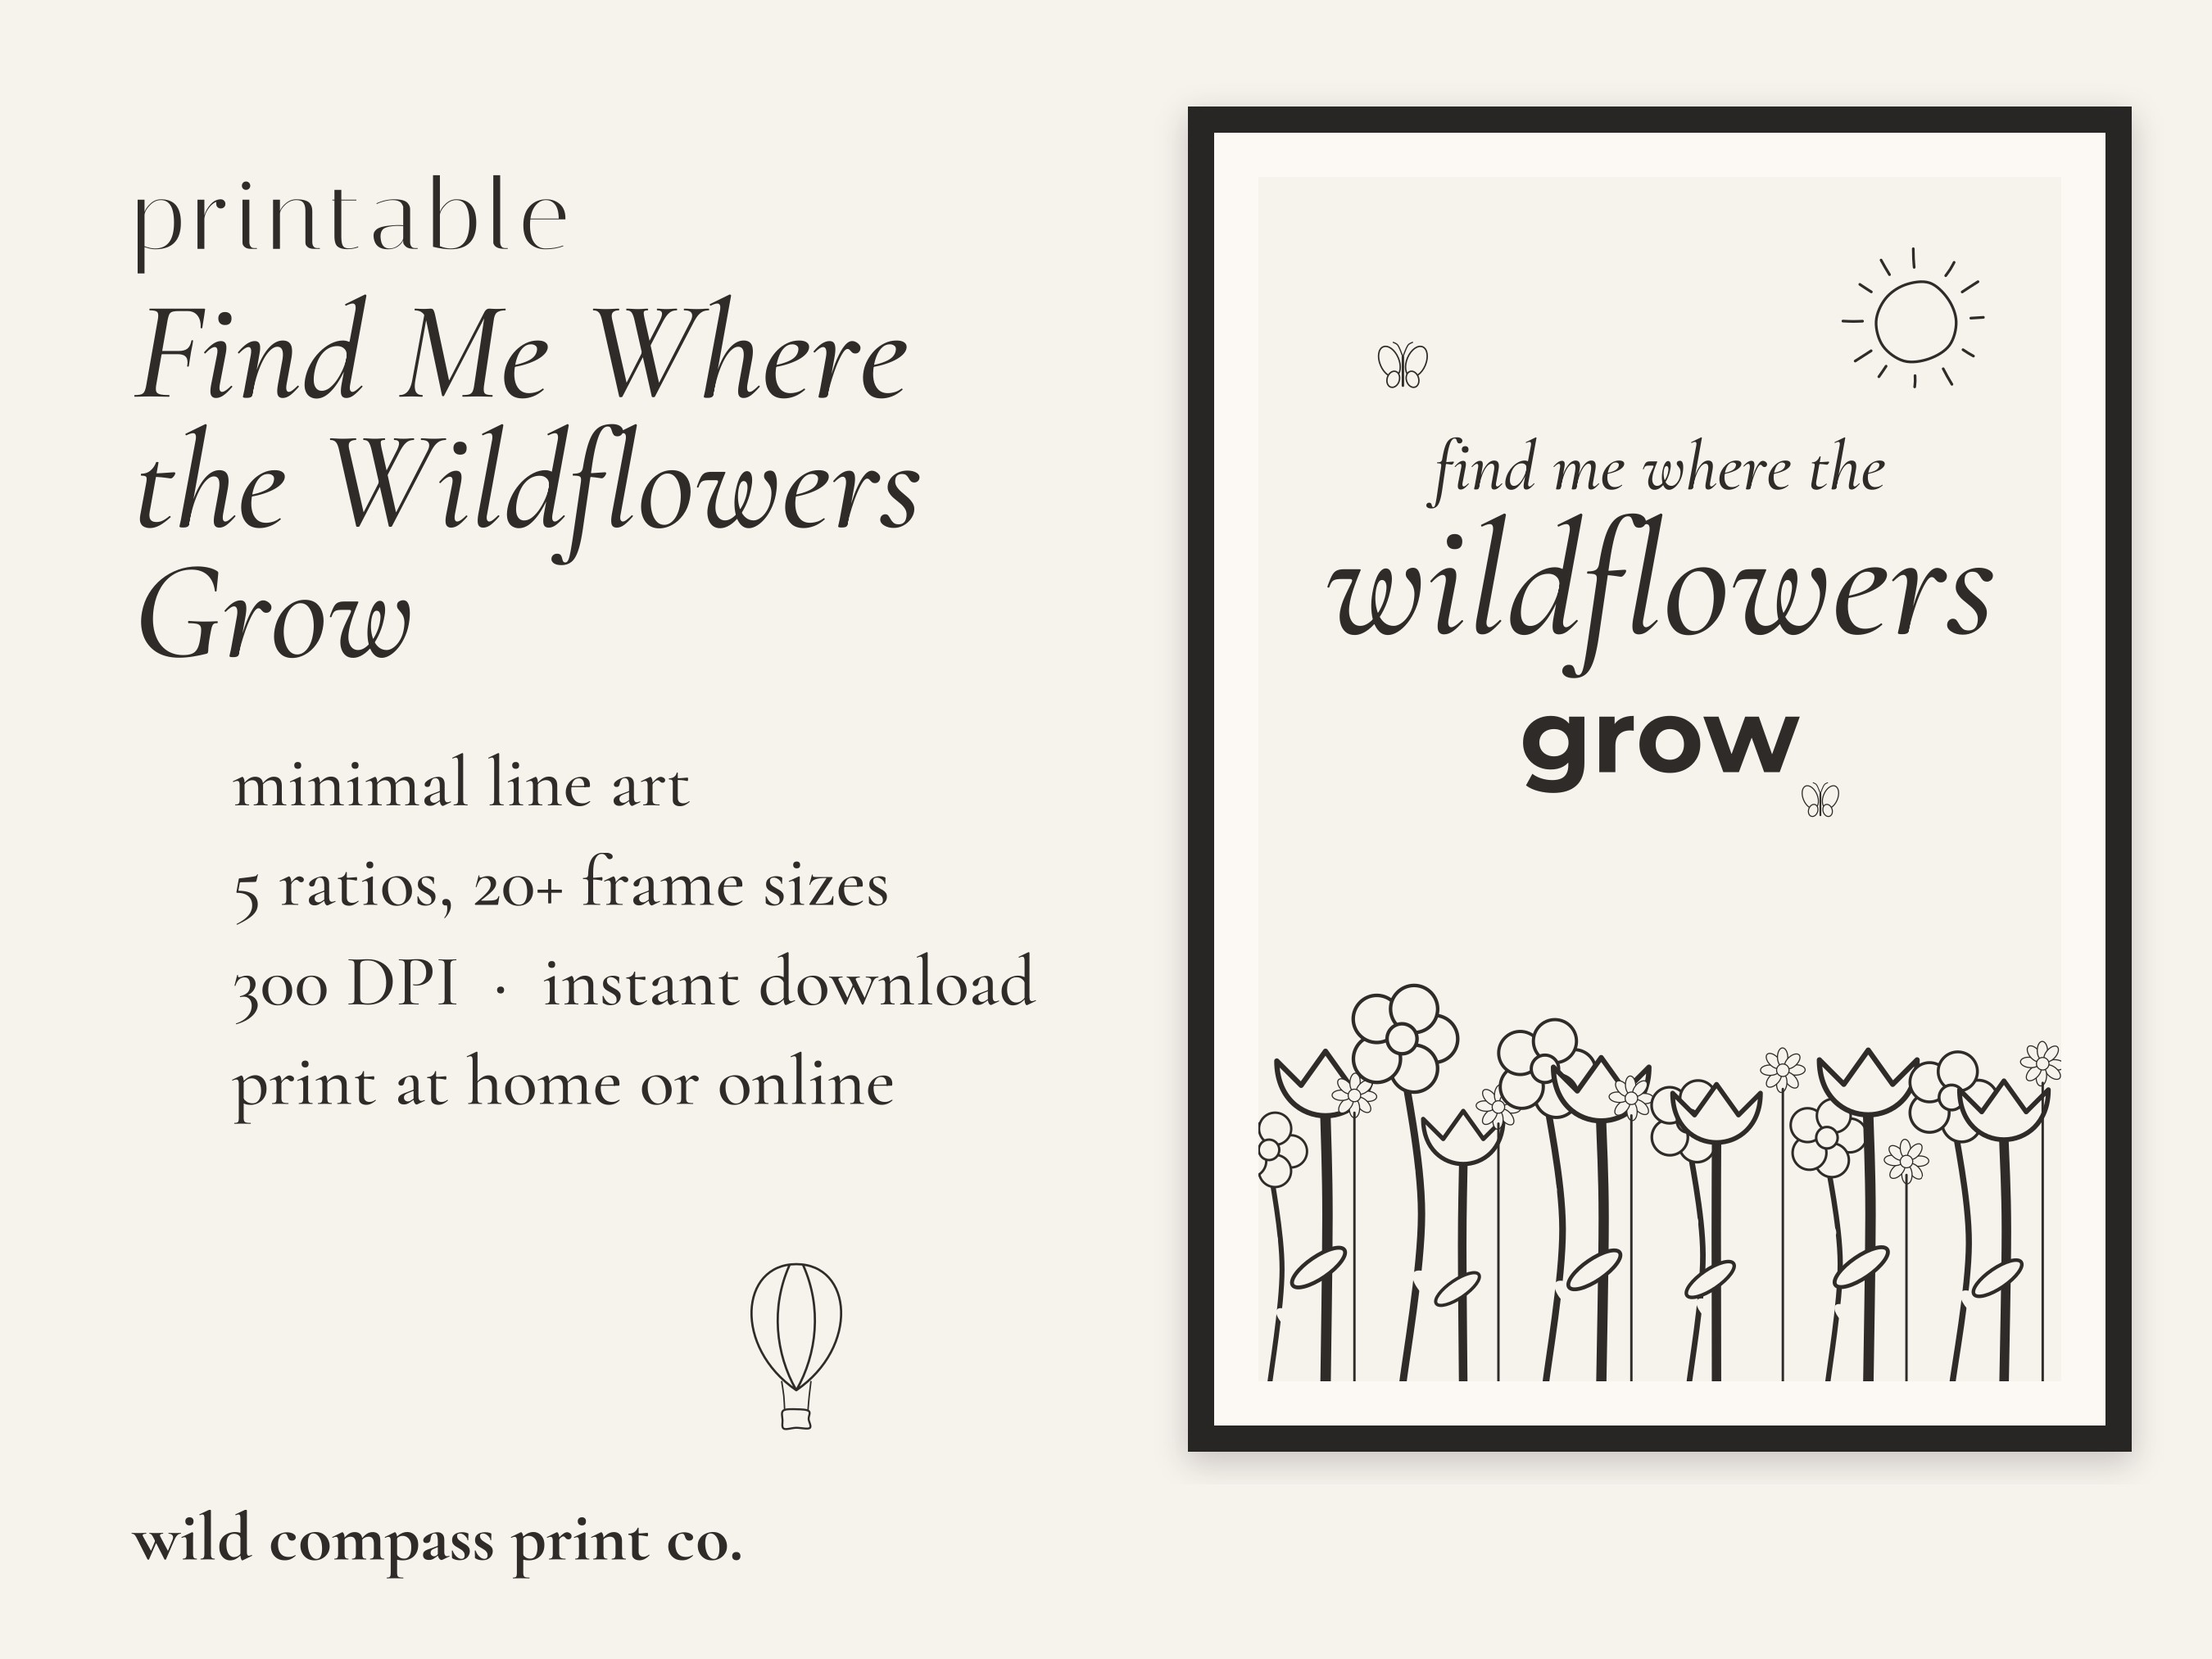 printable
Find Me Where
the Wildflowers
Grow
minimal line art
5 ratios, 20+ frame sizes
300 DPI · instant download
print at home or online
wild compass print co.
find me where the
wildflowers
grow